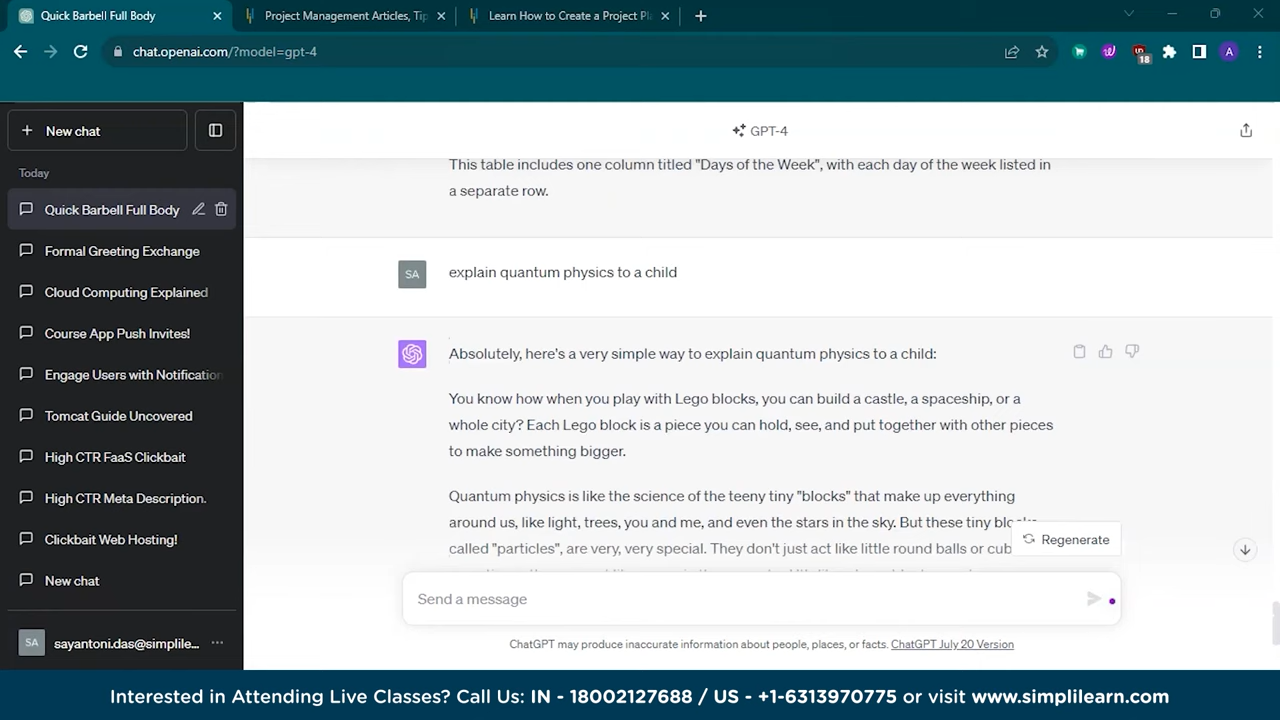 Quick Barbell Full Body
Project Management Articles, Tip
Learn How to Create a Project Pl
chat.openai.com/?model=gpt-4
18
A
New chat
Today
Quick Barbell Full Body
Formal Greeting Exchange
Cloud Computing Explained
Course App Push Invites!
Engage Users with Notification
Tomcat Guide Uncovered
High CTR FaaS Clickbait
High CTR Meta Description.
Clickbait Web Hosting!
New chat
SA
sayantoni.das@simplile...
GPT-4
This table includes one column titled "Days of the Week", with each day of the week listed in
a separate row.
SA
explain quantum physics to a child
Absolutely, here's a very simple way to explain quantum physics to a child:
You know how when you play with Lego blocks, you can build a castle, a spaceship, or a
whole city? Each Lego block is a piece you can hold, see, and put together with other pieces
to make something bigger.
Quantum physics is like the science of the teeny tiny "blocks" that make up everything
around us, like light, trees, you and me, and even the stars in the sky. But these tiny blocks,
called "particles", are very, very special. They don't just act like little round balls or cub
Regenerate
Send a message
ChatGPT may produce inaccurate information about people, places, or facts. ChatGPT July 20 Version
Interested in Attending Live Classes? Call Us: IN - 18002127688 / US - +1-6313970775 or visit www.simplilearn.com